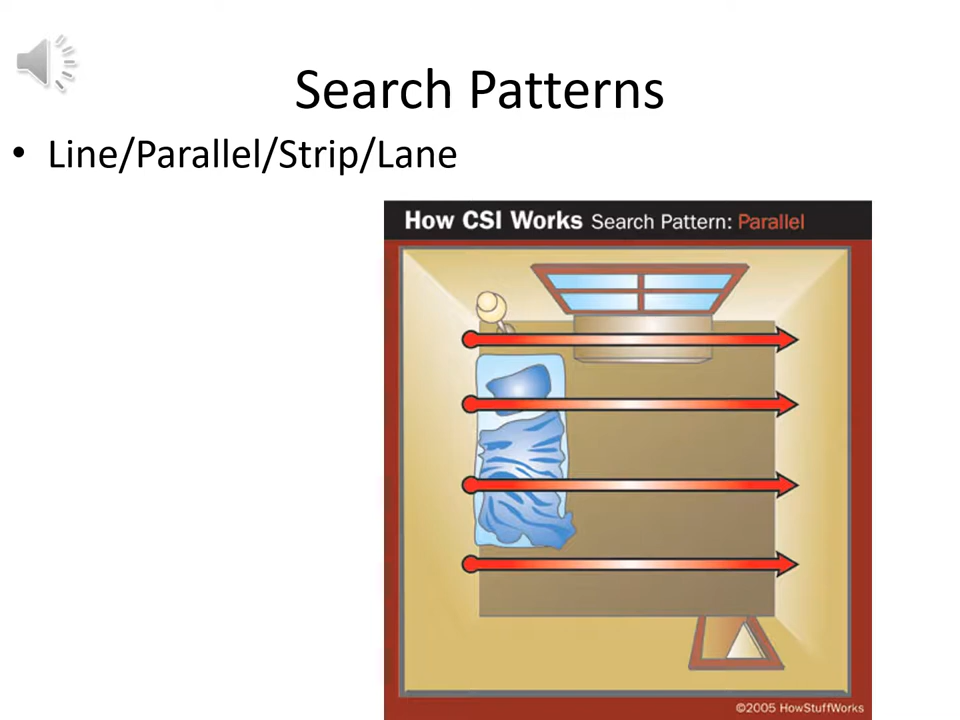 Search Patterns
• Line/Parallel/Strip/Lane
How CSI Works Search Pattern: Parallel
©2005 HowStuffWorks